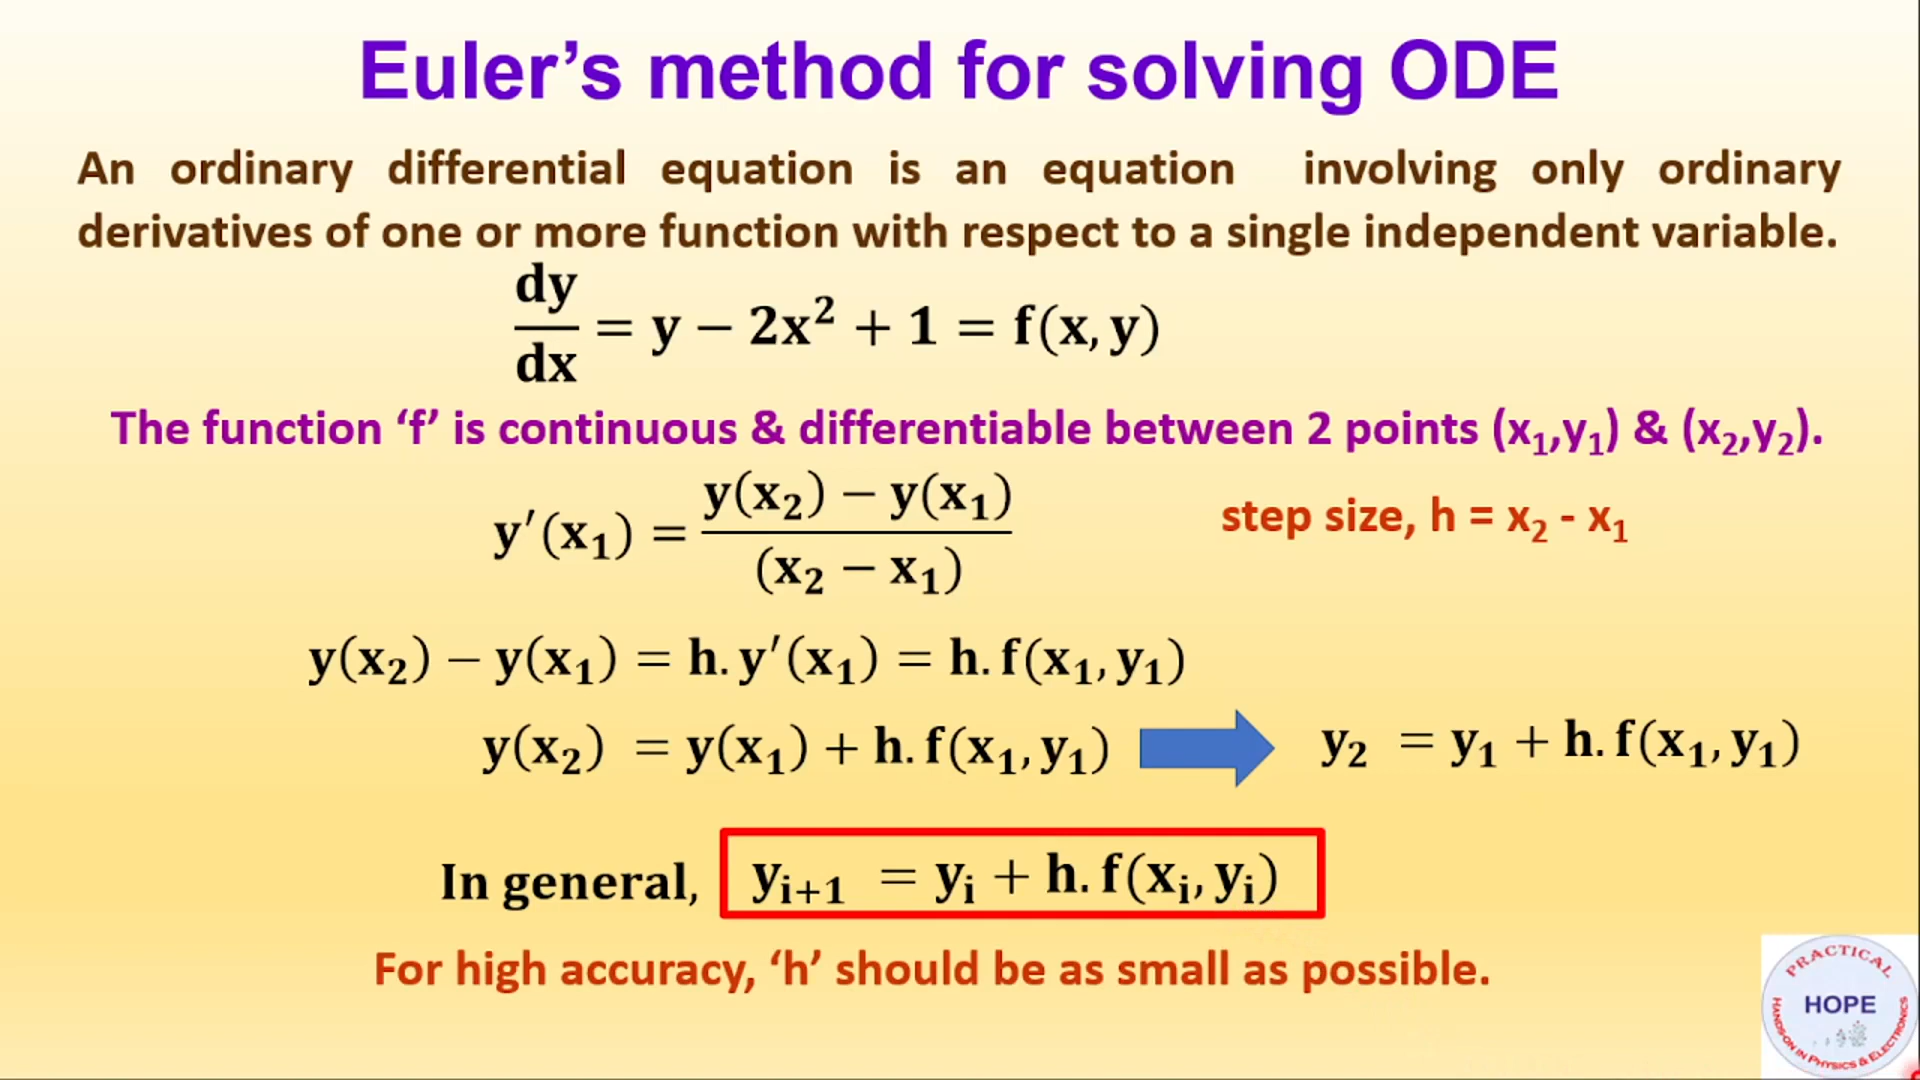 Euler’s method for solving ODE
An ordinary differential equation is an equation involving only ordinary
derivatives of one or more function with respect to a single independent variable.
dy/dx = y − 2x² + 1 = f(x, y)
The function ‘f’ is continuous & differentiable between 2 points (x₁,y₁) & (x₂,y₂).
y′(x₁) = y(x₂) − y(x₁) / (x₂ − x₁)
step size, h = x₂ - x₁
y(x₂) − y(x₁) = h. y′(x₁) = h. f(x₁, y₁)
y(x₂) = y(x₁) + h. f(x₁, y₁)
y₂ = y₁ + h. f(x₁, y₁)
In general, yᵢ₊₁ = yᵢ + h. f(xᵢ, yᵢ)
For high accuracy, ‘h’ should be as small as possible.
PRACTICAL
HOPE
HANDS-ON IN PHYSICS & ELECTRONICS